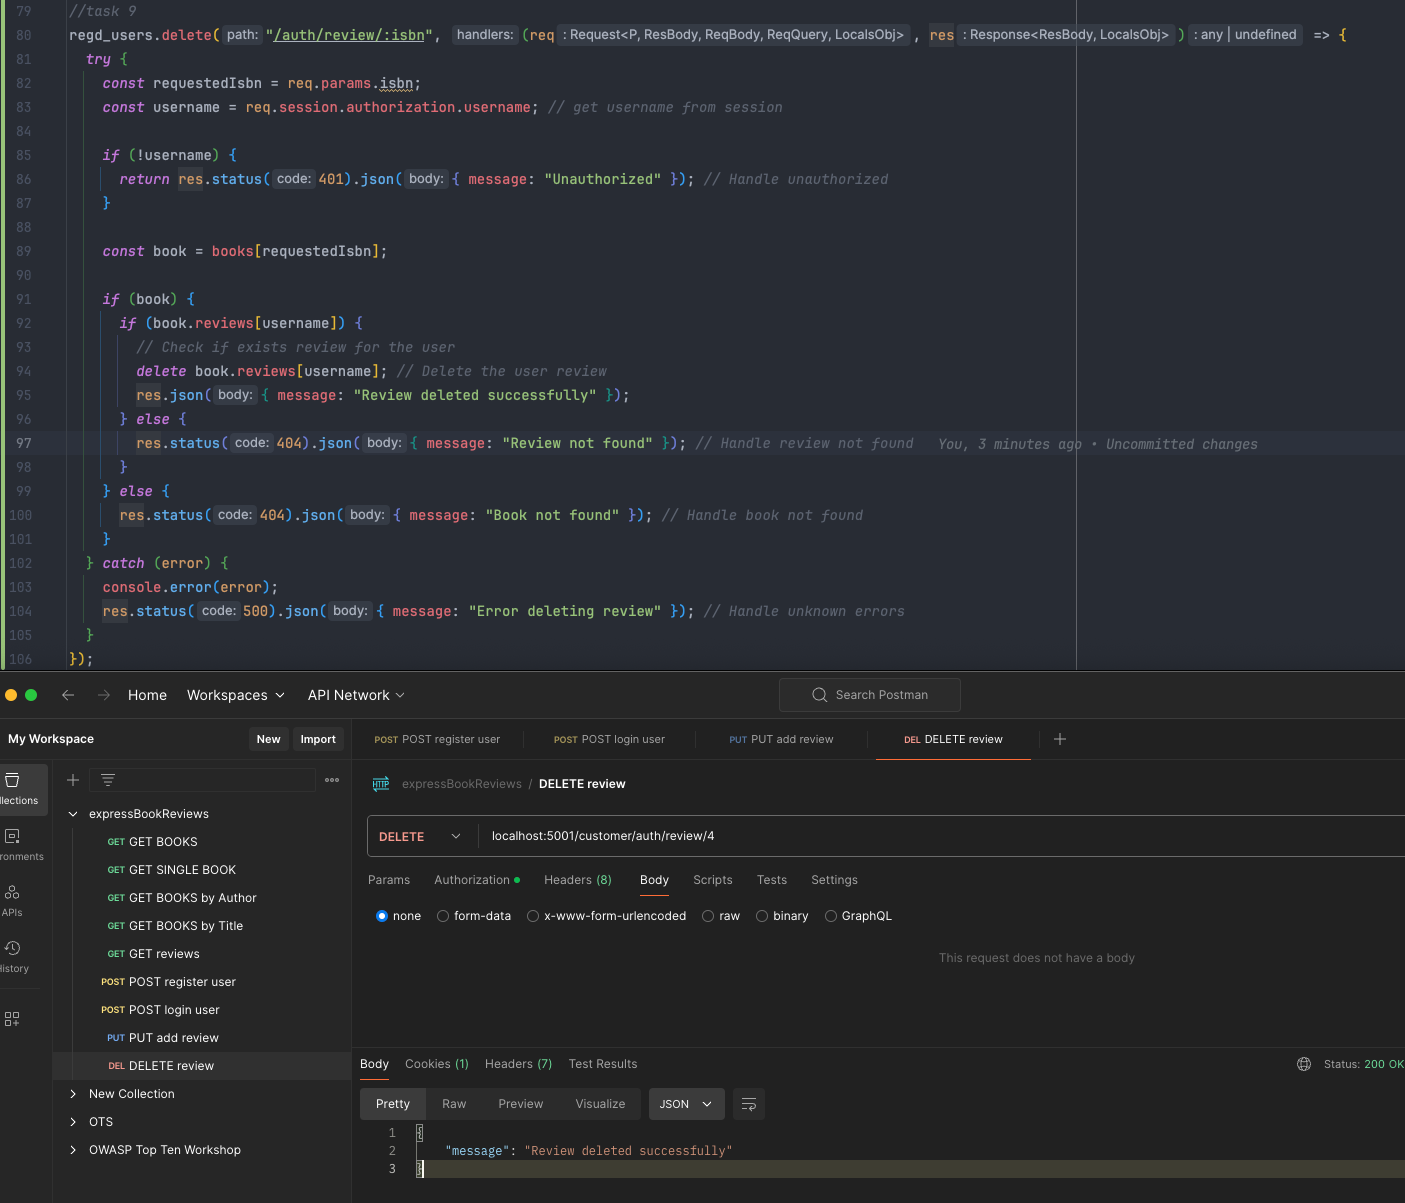 79 //task 9
80 regd_users.delete( path: "/auth/review/:isbn", handlers: (req : Request<P, ResBody, ReqBody, ReqQuery, LocalsObj> , res : Response<ResBody, LocalsObj> ) : any | undefined => {
81 try {
82 const requestedIsbn = req.params.isbn;
83 const username = req.session.authorization.username; // get username from session
84
85 if (!username) {
86 return res.status( code: 401).json( body: { message: "Unauthorized" }); // Handle unauthorized
87 }
88
89 const book = books[requestedIsbn];
90
91 if (book) {
92 if (book.reviews[username]) {
93 // Check if exists review for the user
94 delete book.reviews[username]; // Delete the user review
95 res.json( body: { message: "Review deleted successfully" });
96 } else {
97 res.status( code: 404).json( body: { message: "Review not found" }); // Handle review not found You, 3 minutes ago • Uncommitted changes
98 }
99 } else {
100 res.status( code: 404).json( body: { message: "Book not found" }); // Handle book not found
101 }
102 } catch (error) {
103 console.error(error);
104 res.status( code: 500).json( body: { message: "Error deleting review" }); // Handle unknown errors
105 }
106 });
Home Workspaces API Network Search Postman
My Workspace New Import
POST POST register user POST POST login user PUT PUT add review DEL DELETE review
HTTP expressBookReviews / DELETE review
llections
ronments
APIs
History
expressBookReviews
GET GET BOOKS
GET GET SINGLE BOOK
GET GET BOOKS by Author
GET GET BOOKS by Title
GET GET reviews
POST POST register user
POST POST login user
PUT PUT add review
DEL DELETE review
New Collection
OTS
OWASP Top Ten Workshop
DELETE localhost:5001/customer/auth/review/4
Params Authorization Headers (8) Body Scripts Tests Settings
none form-data x-www-form-urlencoded raw binary GraphQL
This request does not have a body
Body Cookies (1) Headers (7) Test Results Status: 200 OK
Pretty Raw Preview Visualize JSON
1 {
2 "message": "Review deleted successfully"
3 }